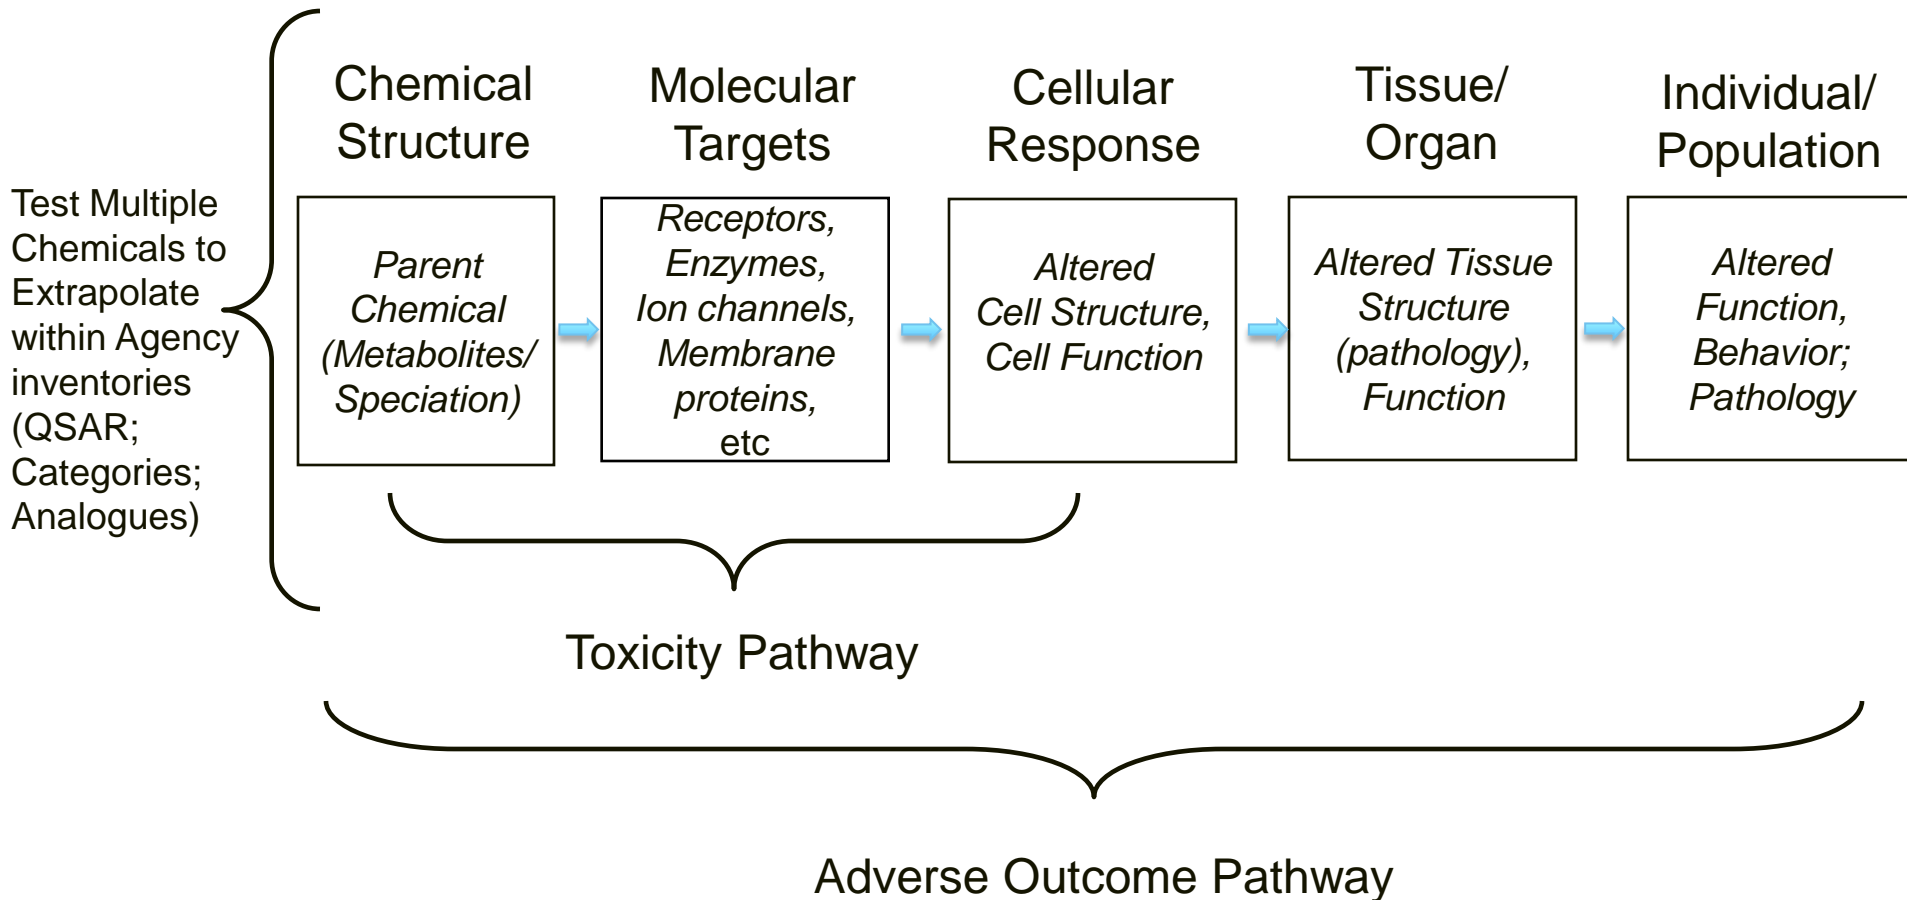 Test Multiple
Chemicals to
Extrapolate
within Agency
inventories
(QSAR;
Categories;
Analogues)
Chemical
Structure
Parent
Chemical
(Metabolites/
Speciation)
Molecular
Targets
Receptors,
Enzymes,
Ion channels,
Membrane
proteins,
etc
Cellular
Response
Altered
Cell Structure,
Cell Function
Tissue/
Organ
Altered Tissue
Structure
(pathology),
Function
Individual/
Population
Altered
Function,
Behavior;
Pathology
Toxicity Pathway
Adverse Outcome Pathway